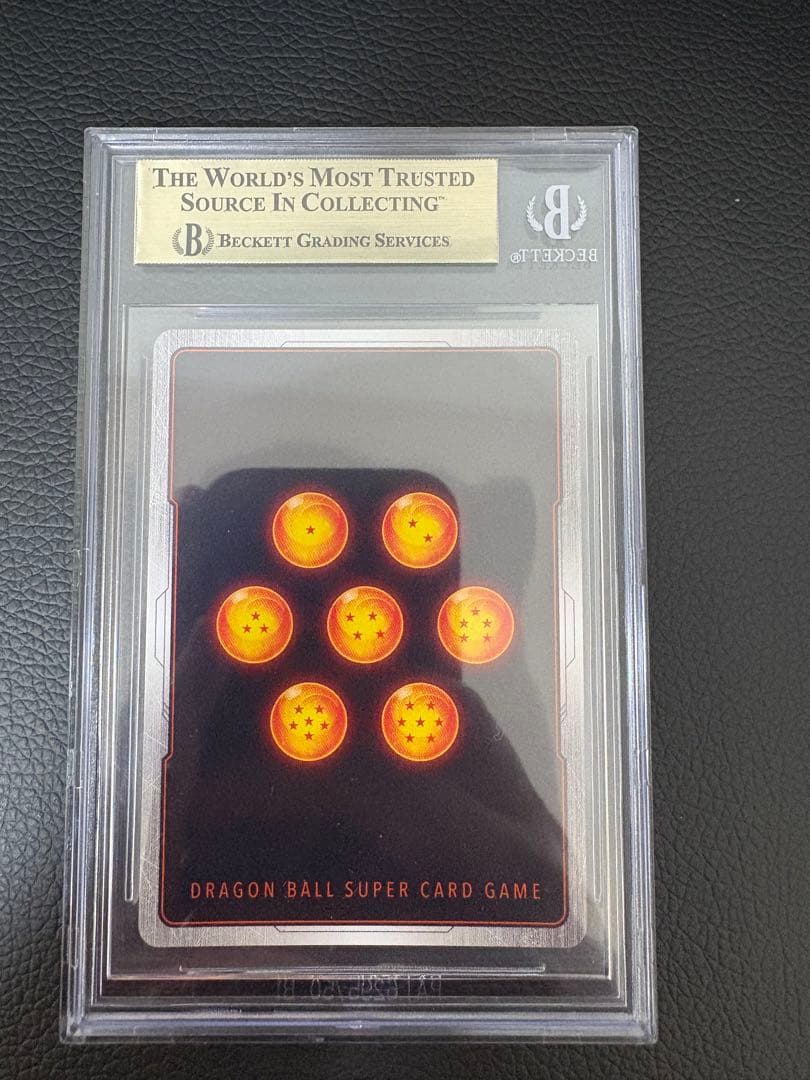 THE WORLD'S MOST TRUSTED
SOURCE IN COLLECTING™
B BECKETT GRADING SERVICES
B
BECKETT®
DRAGON BALL SUPER CARD GAME